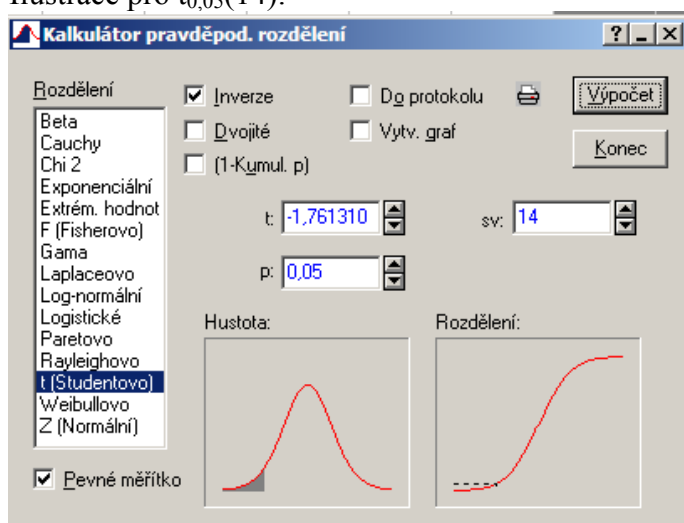 Ilustrace pro t0,05(14):
Kalkulátor pravděpod. rozdělení
Rozdělení
Inverze
Do protokolu
Výpočet
Dvojité
Vytv. graf
Konec
(1-Kumul. p)
Beta
Cauchy
Chi 2
Exponenciální
Extrém. hodnot
F (Fisherovo)
Gama
Laplaceovo
Log-normální
Logistické
Paretovo
Rayleighovo
t (Studentovo)
Weibullovo
Z (Normální)
t: -1,761310
sv: 14
p: 0,05
Hustota:
Rozdělení:
Pevné měřítko